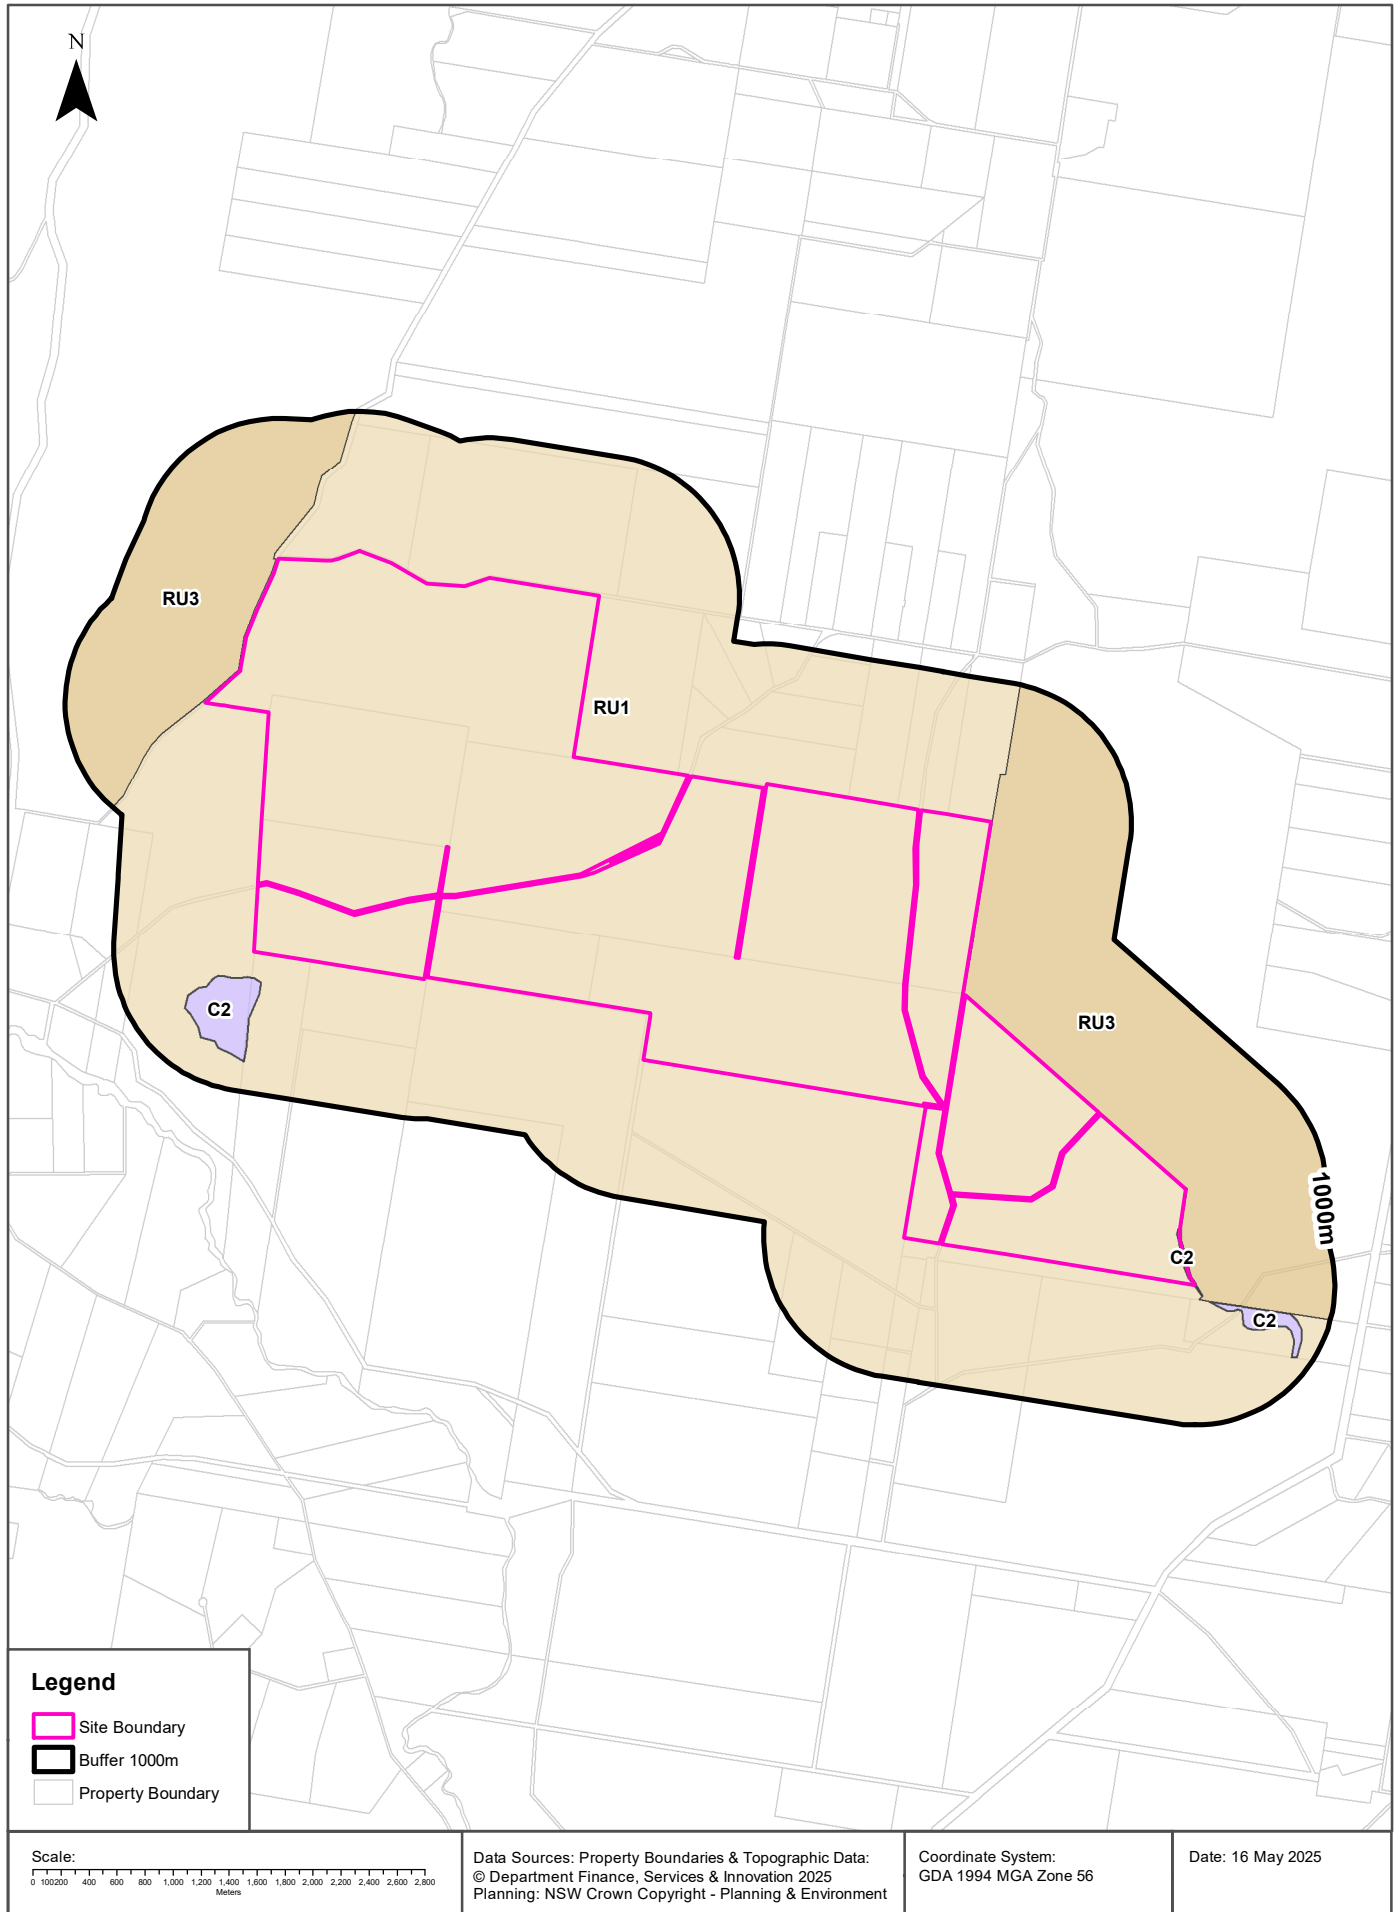 N
RU3
RU1
C2
RU3
1000m
C2
C2
Legend
Site Boundary
Buffer 1000m
Property Boundary
Scale:
0 100200 400 600 800 1,000 1,200 1,400 1,600 1,800 2,000 2,200 2,400 2,600 2,800
Meters
Data Sources: Property Boundaries & Topographic Data:
© Department Finance, Services & Innovation 2025
Planning: NSW Crown Copyright - Planning & Environment
Coordinate System:
GDA 1994 MGA Zone 56
Date: 16 May 2025